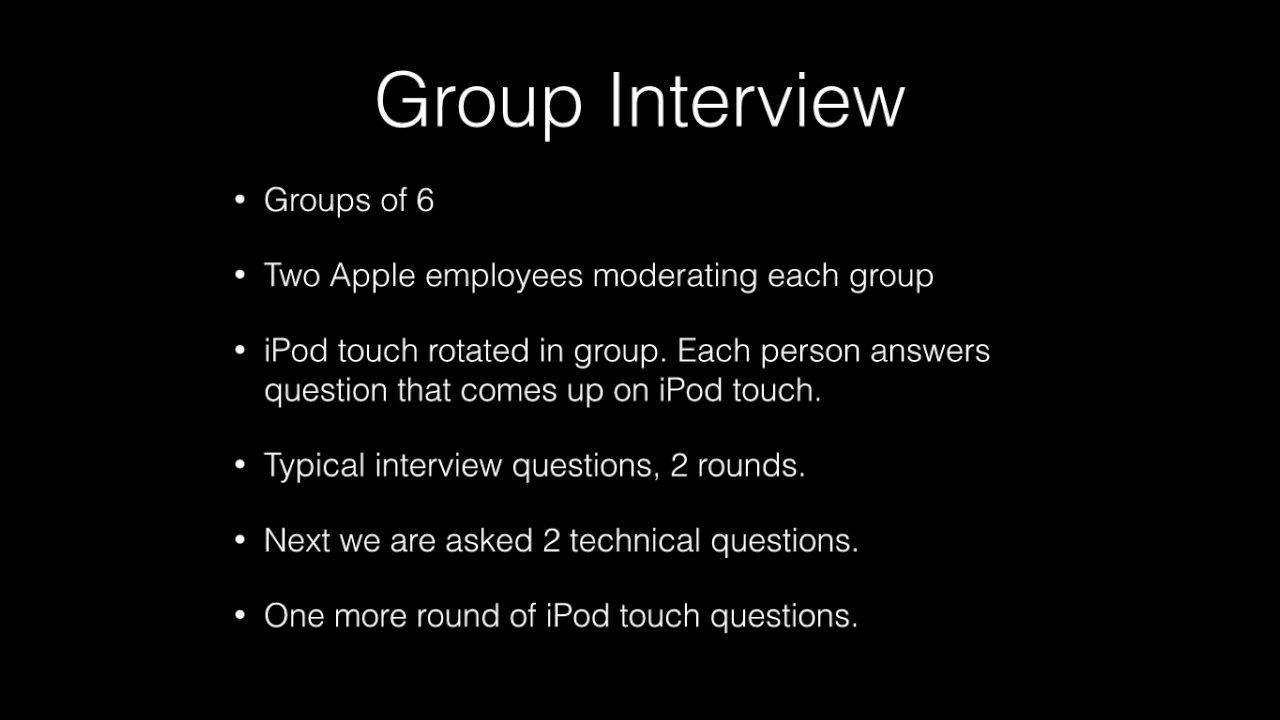 Group Interview
• Groups of 6
• Two Apple employees moderating each group
• iPod touch rotated in group. Each person answers
question that comes up on iPod touch.
• Typical interview questions, 2 rounds.
• Next we are asked 2 technical questions.
• One more round of iPod touch questions.